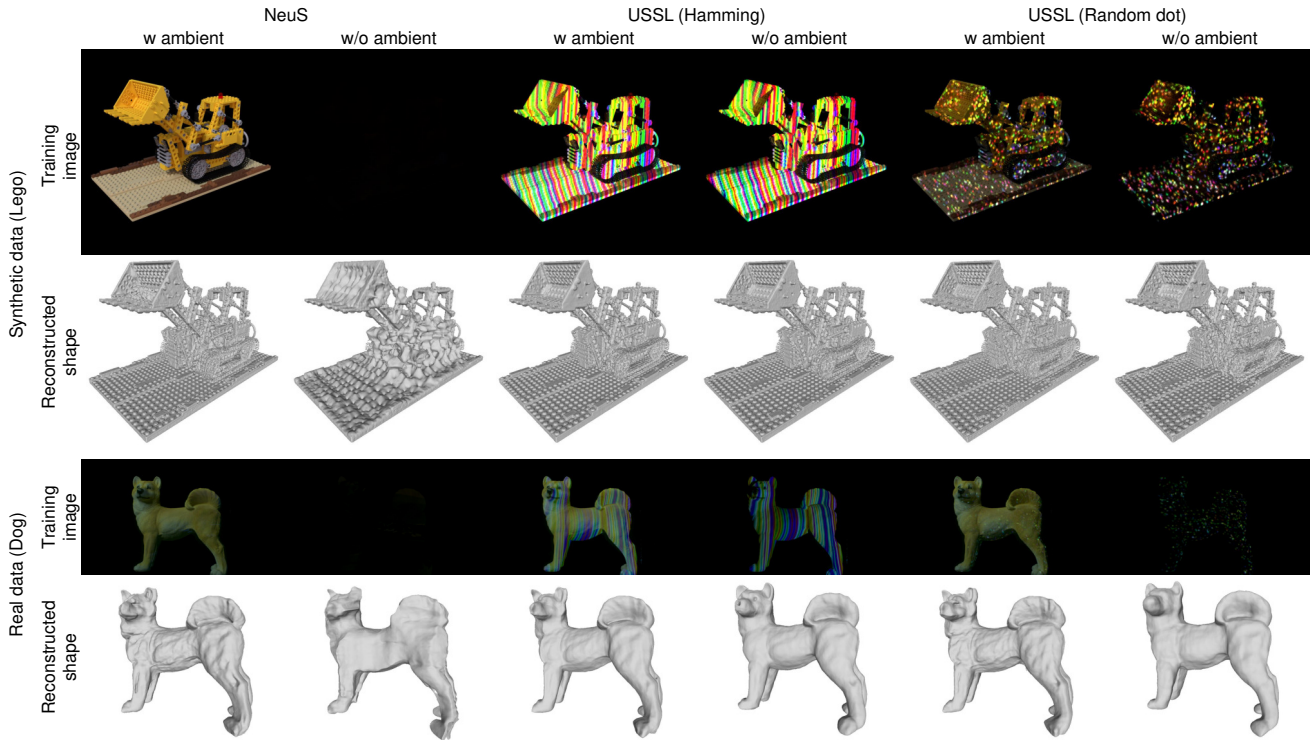 NeuS USSL (Hamming) USSL (Random dot)
w ambient w/o ambient w ambient w/o ambient w ambient w/o ambient
Synthetic data (Lego)
Training
image
Reconstructed
shape
Real data (Dog)
Training
image
Reconstructed
shape